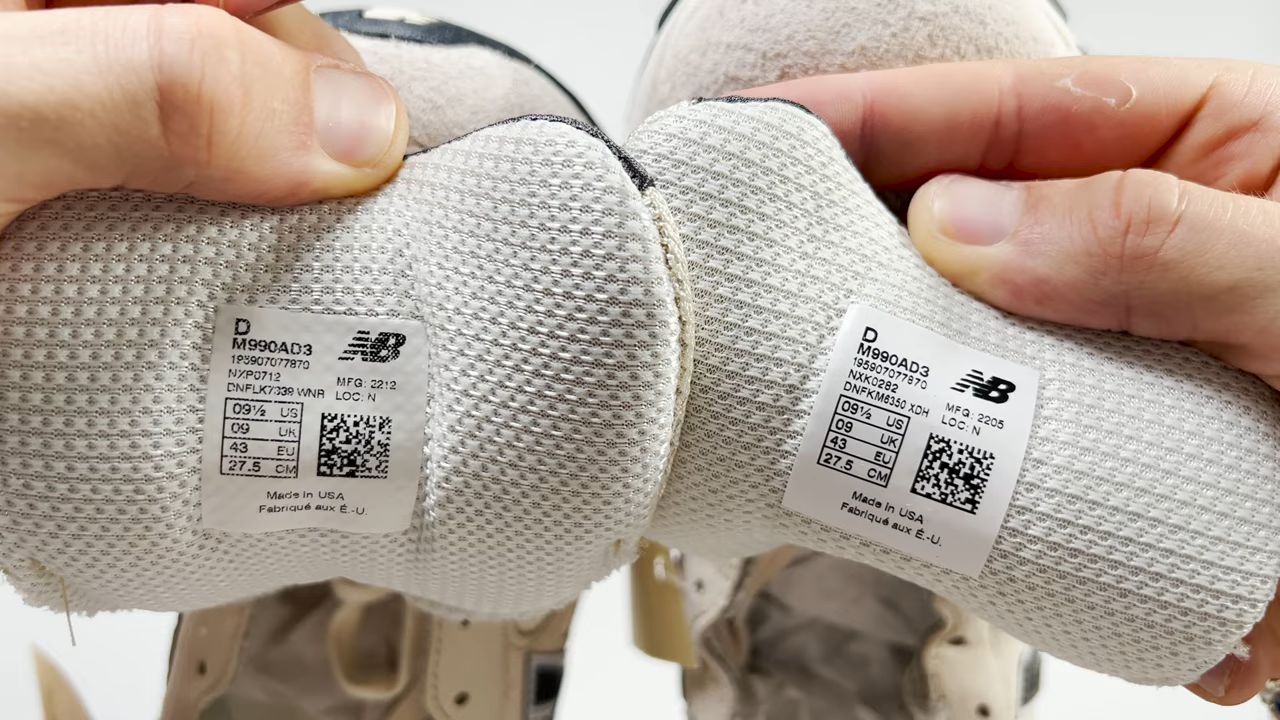 D
M990AD3
195907077870
NXP0712
DNFLK7339 WNR
NB
MFG: 2212
LOC: N
09½ US
09 UK
43 EU
27.5 CM
Made in USA
Fabriqué aux É.-U.
D
M990AD3
195907077870
NXK0282
DNFKM6350 XDH
NB
MFG: 2205
LOC: N
09½ US
09 UK
43 EU
27.5 CM
Made in USA
Fabriqué aux É.-U.